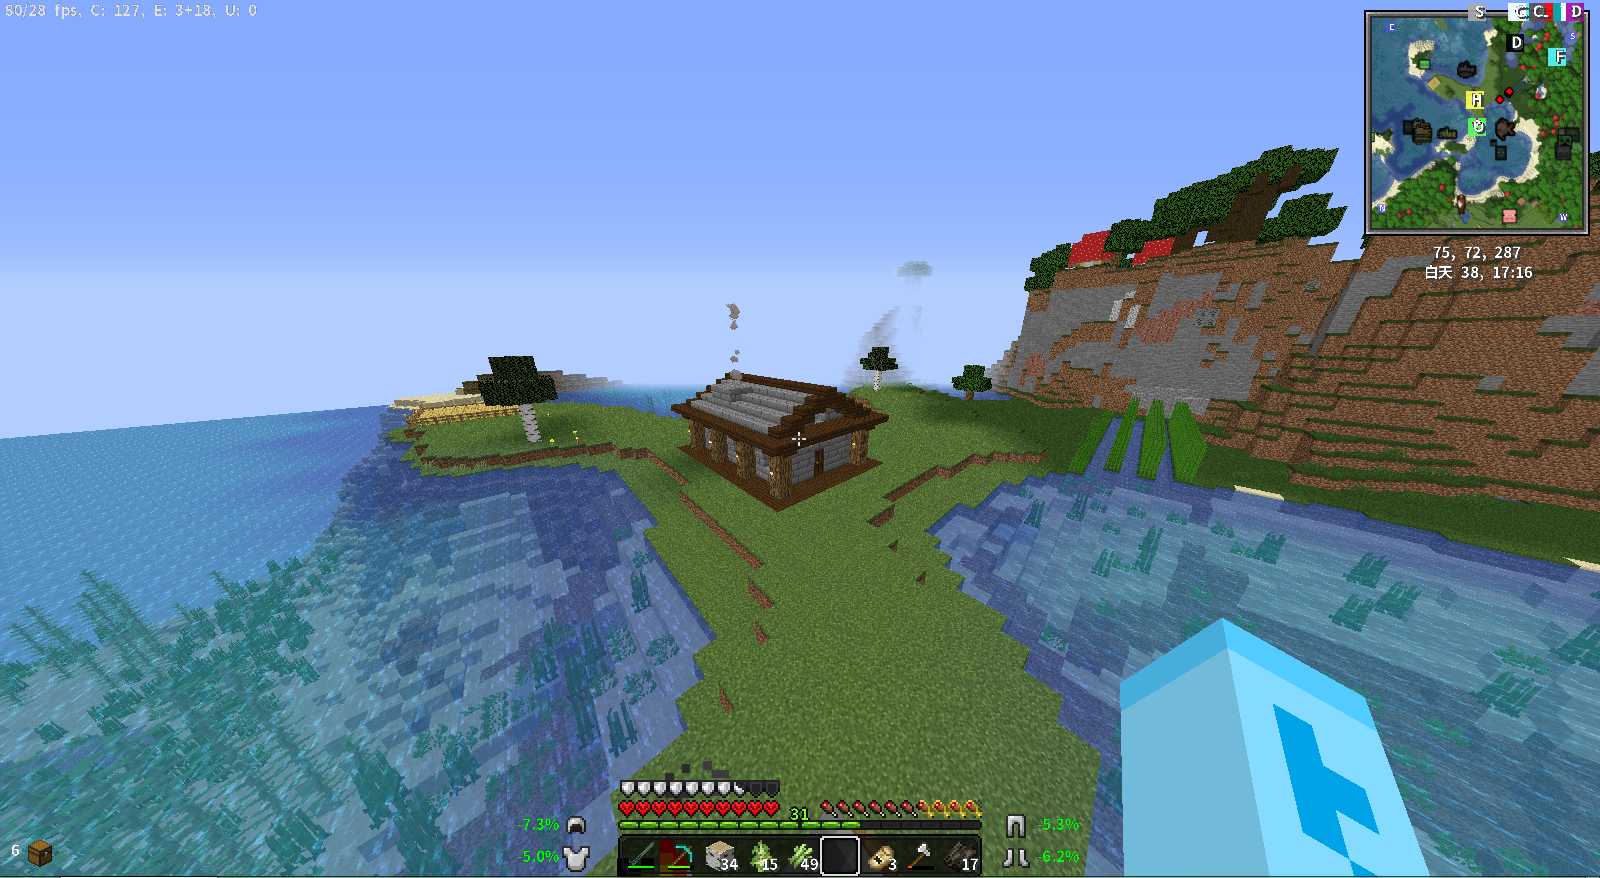 80/28 fps, C: 127, E: 3+18, U: 0
S C C D
E S
D F
H
N W
75, 72, 287
白天 38, 17:16
31
-7.3% -5.3%
-5.0% -6.2%
6
34 15 49 3 17